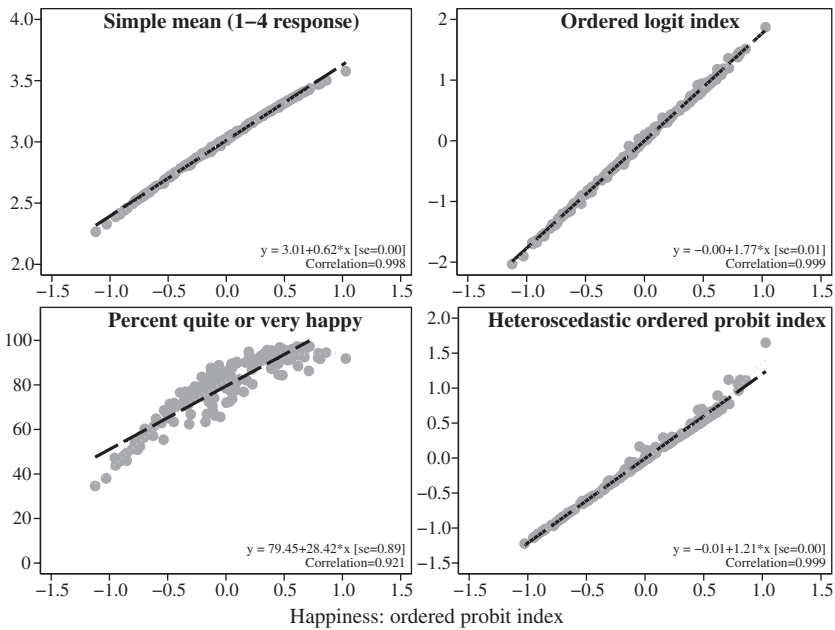 Simple mean (1−4 response)
4.0
3.5
3.0
2.5
2.0
y = 3.01+0.62*x [se=0.00]
Correlation=0.998
−1.5 −1.0 −0.5 0.0 0.5 1.0 1.5
Ordered logit index
2
1
0
−1
−2
y = −0.00+1.77*x [se=0.01]
Correlation=0.999
−1.5 −1.0 −0.5 0.0 0.5 1.0 1.5
Percent quite or very happy
100
80
60
40
20
0
y = 79.45+28.42*x [se=0.89]
Correlation=0.921
−1.5 −1.0 −0.5 0.0 0.5 1.0 1.5
Heteroscedastic ordered probit index
2.0
1.5
1.0
0.5
0.0
−0.5
−1.0
−1.5
y = −0.01+1.21*x [se=0.00]
Correlation=0.999
−1.5 −1.0 −0.5 0.0 0.5 1.0 1.5
Happiness: ordered probit index